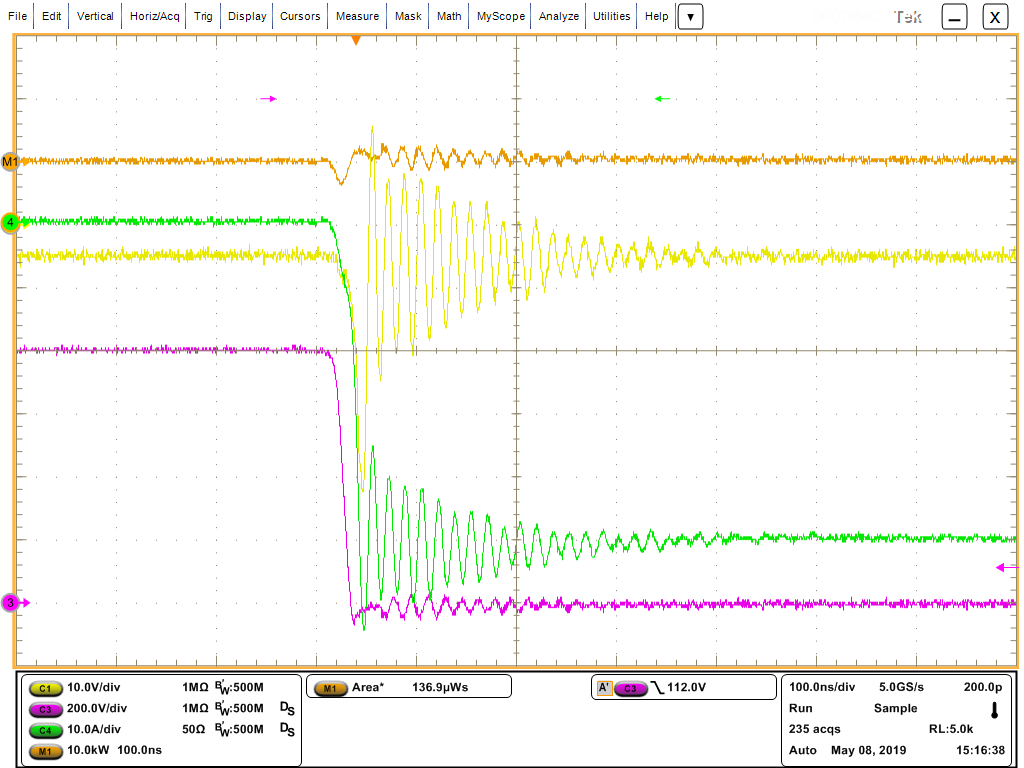 File Edit Vertical Horiz/Acq Trig Display Cursors Measure Mask Math MyScope Analyze Utilities Help Tek X
M1
4
3
C1 10.0V/div 1MΩ BW:500M
C3 200.0V/div 1MΩ BW:500M DS
C4 10.0A/div 50Ω BW:500M DS
M1 10.0kW 100.0ns
M1 Area* 136.9µWs
A' C3 112.0V
100.0ns/div 5.0GS/s 200.0p
Run Sample
235 acqs RL:5.0k
Auto May 08, 2019 15:16:38